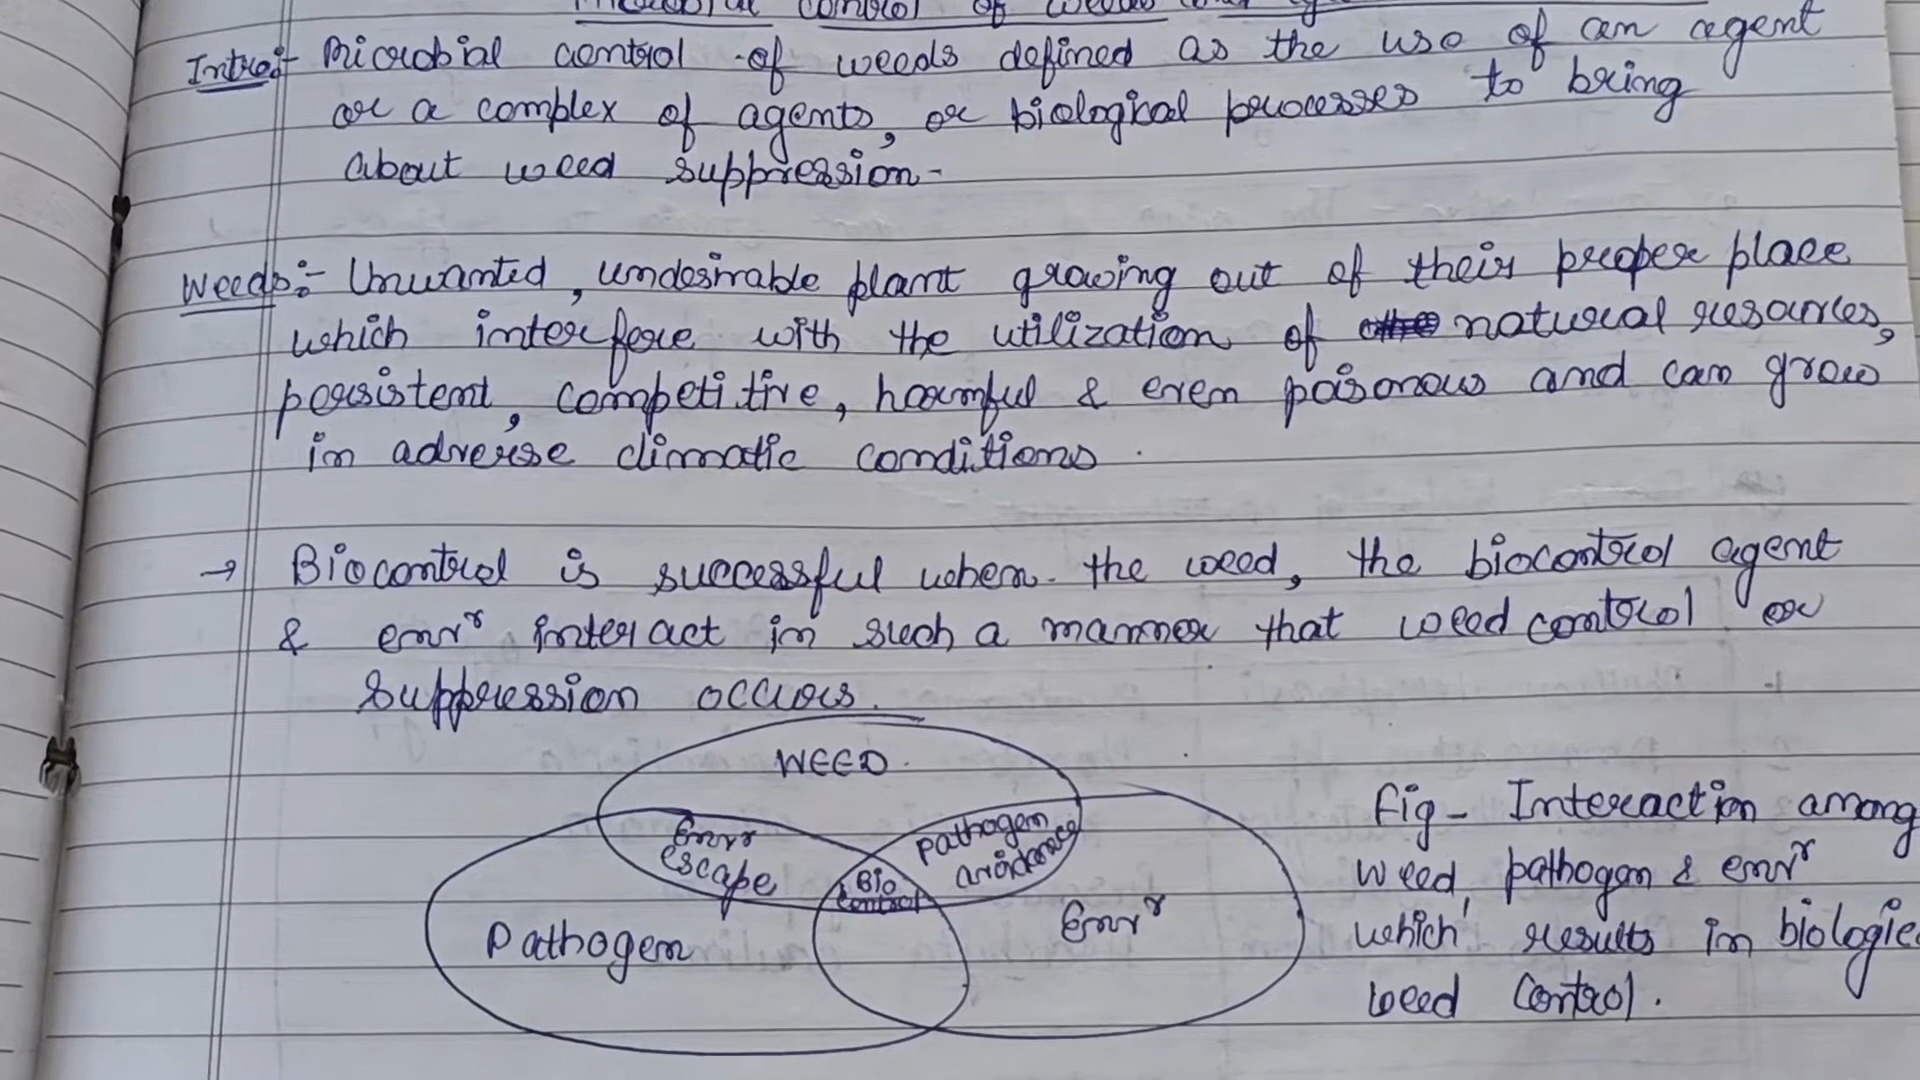 Microbial control of weeds and
Intro:- Microbial control of weeds defined as the use of an agent
or a complex of agents, or biological processes to bring
about weed suppression-
Weeds:- Unwanted, undesirable plant growing out of their proper place
which interfere with the utilization of natural resources,
persistent, competitive, harmful & even poisonous and can grow
in adverse climatic conditions.
→ Biocontrol is successful when the weed, the biocontrol agent
& envr interact in such a manner that weed control or
suppression occurs.
WEED
Envr
escape
Pathogen
avoidance
Bio
Control
Pathogen
Envr
Fig- Interaction among
weed, pathogen & envr
which results in biologic
weed control.